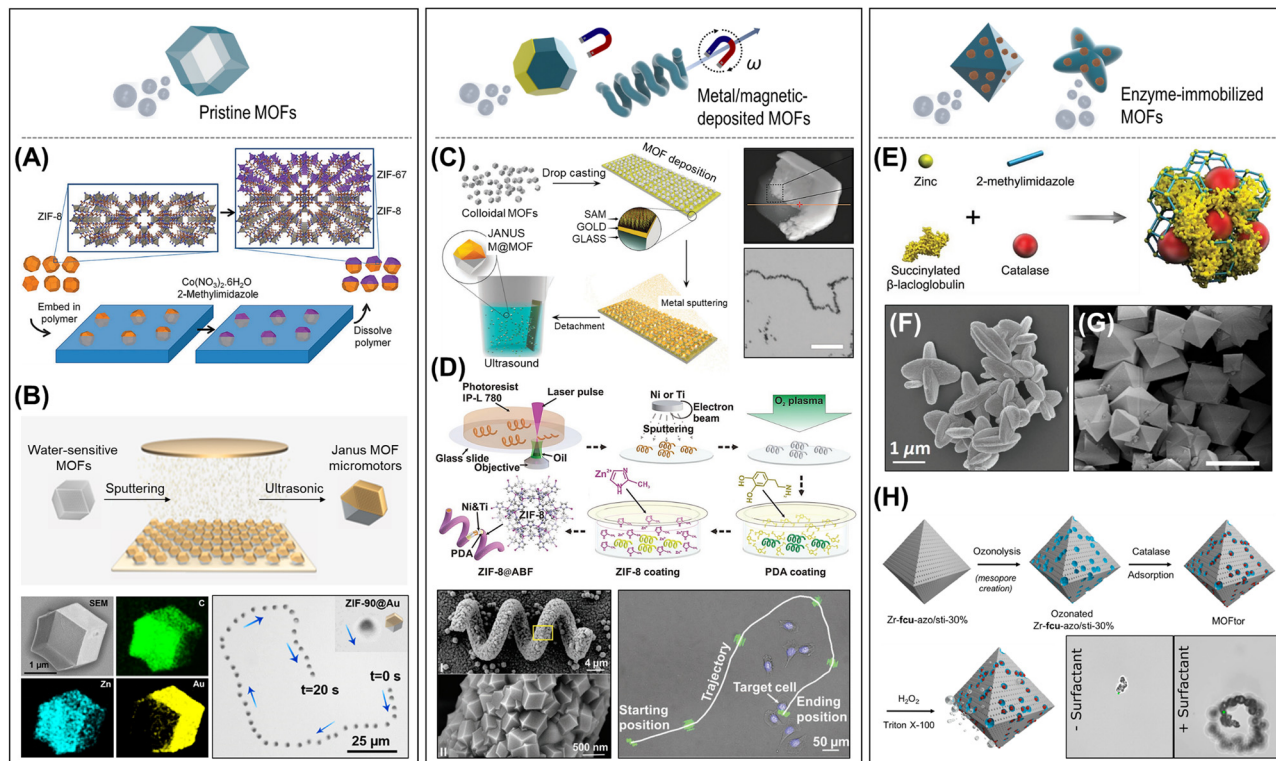 Pristine MOFs
(A)
ZIF-67
ZIF-8
ZIF-8
Co(NO₃)₂.6H₂O
2-Methylimidazole
Embed in
polymer
Dissolve
polymer
(B)
Water-sensitive
MOFs
Sputtering
Ultrasonic
Janus MOF
micromotors
SEM
1 µm
C
Zn
Au
ZIF-90@Au
t=0 s
t=20 s
25 µm
ω
Metal/magnetic-
deposited MOFs
(C)
Colloidal MOFs
Drop casting
MOF deposition
SAM
GOLD
GLASS
JANUS
M@MOF
Metal sputtering
Detachment
Ultrasound
(D)
Photoresist
IP-L 780
Laser pulse
Glass slide
Objective
Oil
Ni or Ti
Electron
beam
Sputtering
O₂ plasma
Zn²⁺
N
N
H
CH₃
HO
HO
Ni&Ti
PDA
ZIF-8
ZIF-8@ABF
ZIF-8 coating
PDA coating
I
4 µm
II
500 nm
Trajectory
Target cell
Starting
position
Ending
position
50 µm
Enzyme-immobilized
MOFs
(E)
Zinc
2-methylimidazole
+
Succinylated
β-lacloglobulin
Catalase
(F)
1 µm
(G)
(H)
Zr-fcu-azo/sti-30%
Ozonolysis
(mesopore
creation)
Ozonated
Zr-fcu-azo/sti-30%
Catalase
Adsorption
MOFtor
H₂O₂
Triton X-100
- Surfactant
+ Surfactant